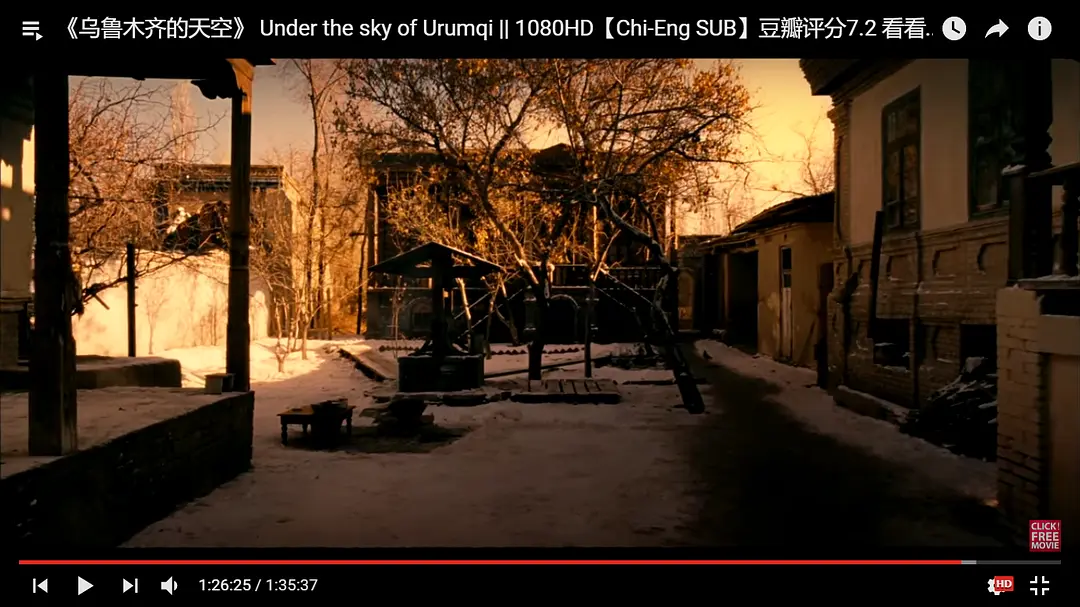 《乌鲁木齐的天空》 Under the sky of Urumqi || 1080HD【Chi-Eng SUB】豆瓣评分7.2 看看..
CLICK!
FREE
MOVIE
1:26:25 / 1:35:37
HD